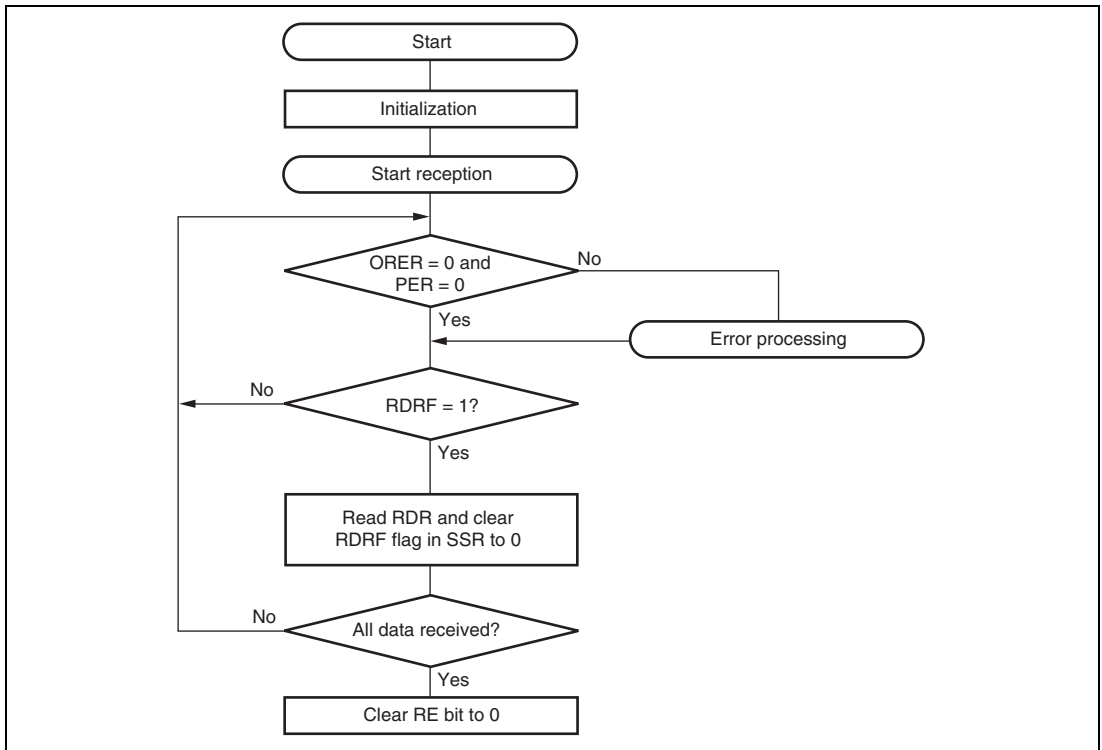 Start
Initialization
Start reception
ORER = 0 and
PER = 0
No
Yes
Error processing
No
RDRF = 1?
Yes
Read RDR and clear
RDRF flag in SSR to 0
No
All data received?
Yes
Clear RE bit to 0